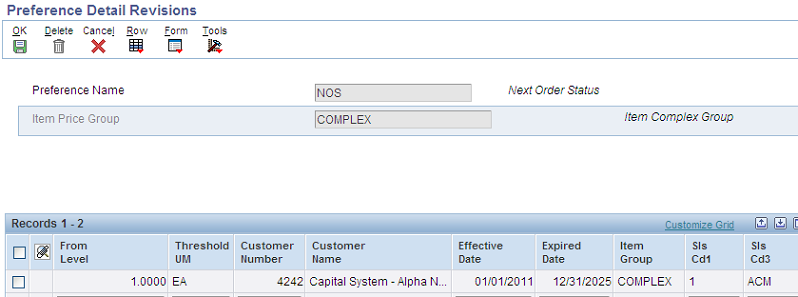 Preference Detail Revisions
OK Delete Cancel Row Form Tools
Preference Name NOS Next Order Status
Item Price Group COMPLEX Item Complex Group
Records 1 - 2 Customize Grid
From Threshold Customer Customer Effective Expired Item Sls Sls
Level UM Number Name Date Date Group Cd1 Cd3
1.0000 EA 4242 Capital System - Alpha N... 01/01/2011 12/31/2025 COMPLEX 1 ACM